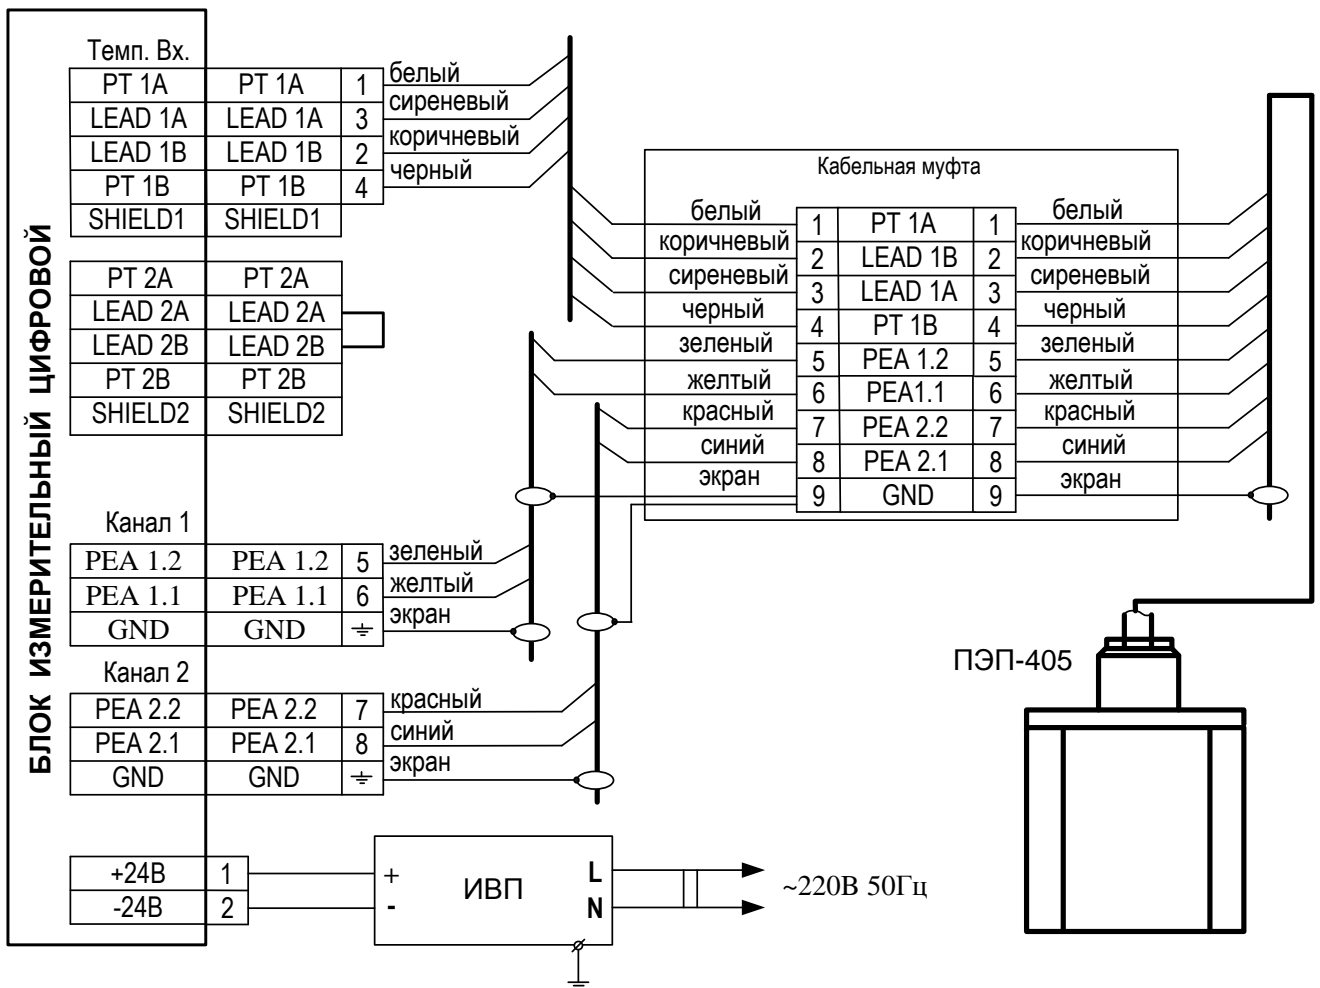 БЛОК ИЗМЕРИТЕЛЬНЫЙ ЦИФРОВОЙ
Темп. Вх.
PT 1A PT 1A 1 белый
LEAD 1A LEAD 1A 3 сиреневый
LEAD 1B LEAD 1B 2 коричневый
PT 1B PT 1B 4 черный
SHIELD1 SHIELD1
PT 2A PT 2A
LEAD 2A LEAD 2A
LEAD 2B LEAD 2B
PT 2B PT 2B
SHIELD2 SHIELD2
Канал 1
PEA 1.2 PEA 1.2 5 зеленый
PEA 1.1 PEA 1.1 6 желтый
GND GND экран
Канал 2
PEA 2.2 PEA 2.2 7 красный
PEA 2.1 PEA 2.1 8 синий
GND GND экран
+24В 1
-24В 2
+ ИВП L
- N
~220В 50Гц
Кабельная муфта
белый 1 PT 1A 1 белый
коричневый 2 LEAD 1B 2 коричневый
сиреневый 3 LEAD 1A 3 сиреневый
черный 4 PT 1B 4 черный
зеленый 5 PEA 1.2 5 зеленый
желтый 6 PEA1.1 6 желтый
красный 7 PEA 2.2 7 красный
синий 8 PEA 2.1 8 синий
экран 9 GND 9 экран
ПЭП-405